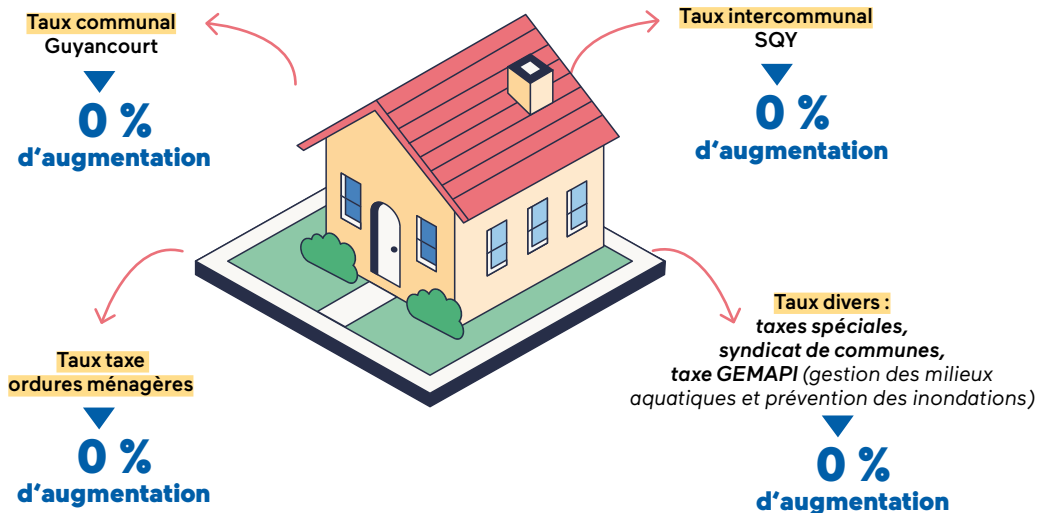 Taux communal
Guyancourt
0 %
d'augmentation
Taux intercommunal
SQY
0 %
d'augmentation
Taux taxe
ordures ménagères
0 %
d'augmentation
Taux divers :
taxes spéciales,
syndicat de communes,
taxe GEMAPI (gestion des milieux
aquatiques et prévention des inondations)
0 %
d'augmentation